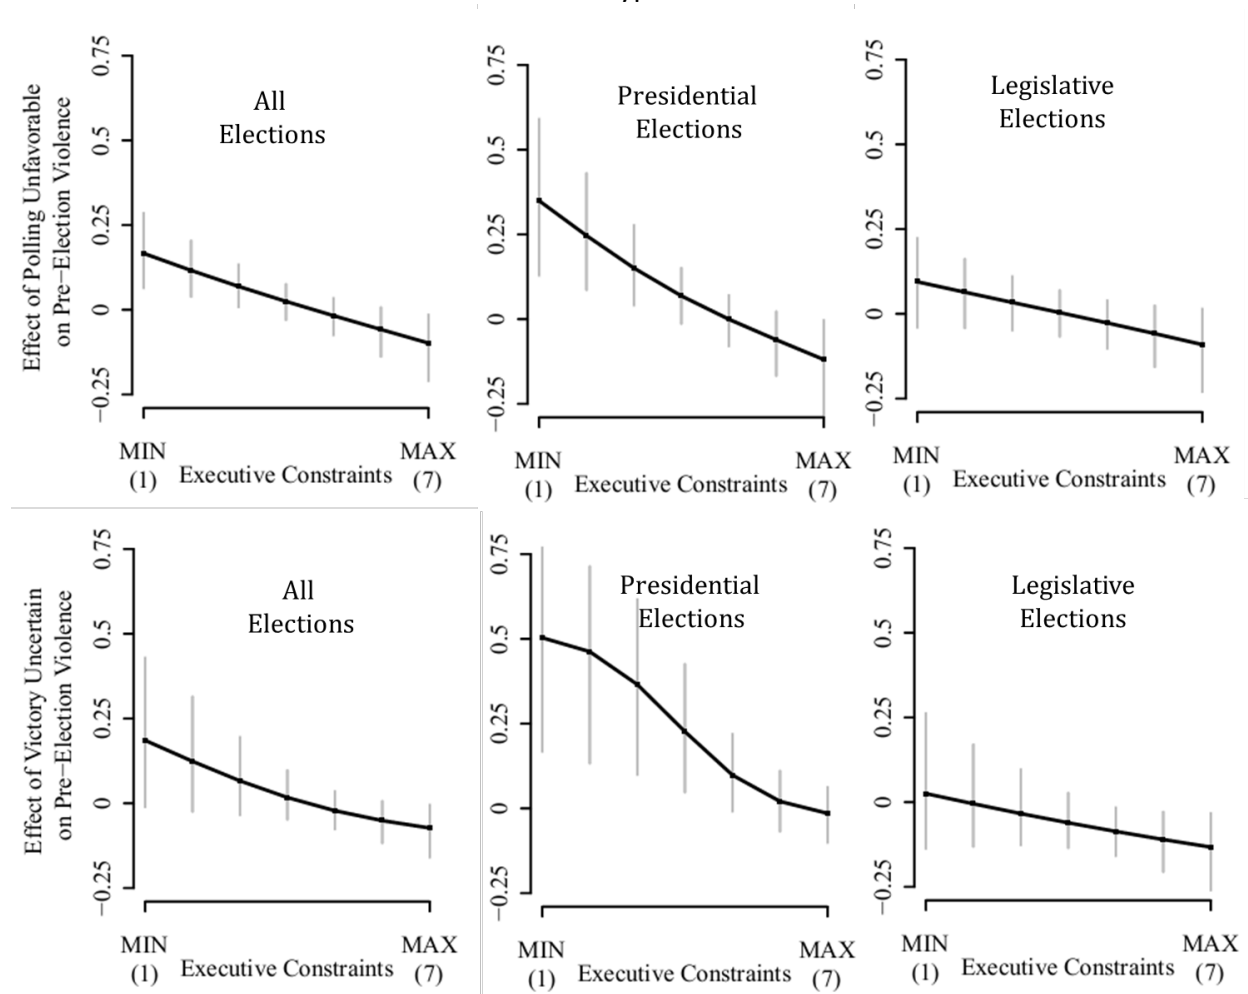 Effect of Polling Unfavorable
on Pre−Election Violence
0.75
0.5
0.25
0
−0.25
All
Elections
MIN
(1)
Executive Constraints
MAX
(7)
0.75
0.5
0.25
0
−0.25
Presidential
Elections
MIN
(1)
Executive Constraints
MAX
(7)
0.75
0.5
0.25
0
−0.25
Legislative
Elections
MIN
(1)
Executive Constraints
MAX
(7)
Effect of Victory Uncertain
on Pre−Election Violence
0.75
0.5
0.25
0
−0.25
All
Elections
MIN
(1)
Executive Constraints
MAX
(7)
0.75
0.5
0.25
0
−0.25
Presidential
Elections
MIN
(1)
Executive Constraints
MAX
(7)
0.75
0.5
0.25
0
−0.25
Legislative
Elections
MIN
(1)
Executive Constraints
MAX
(7)